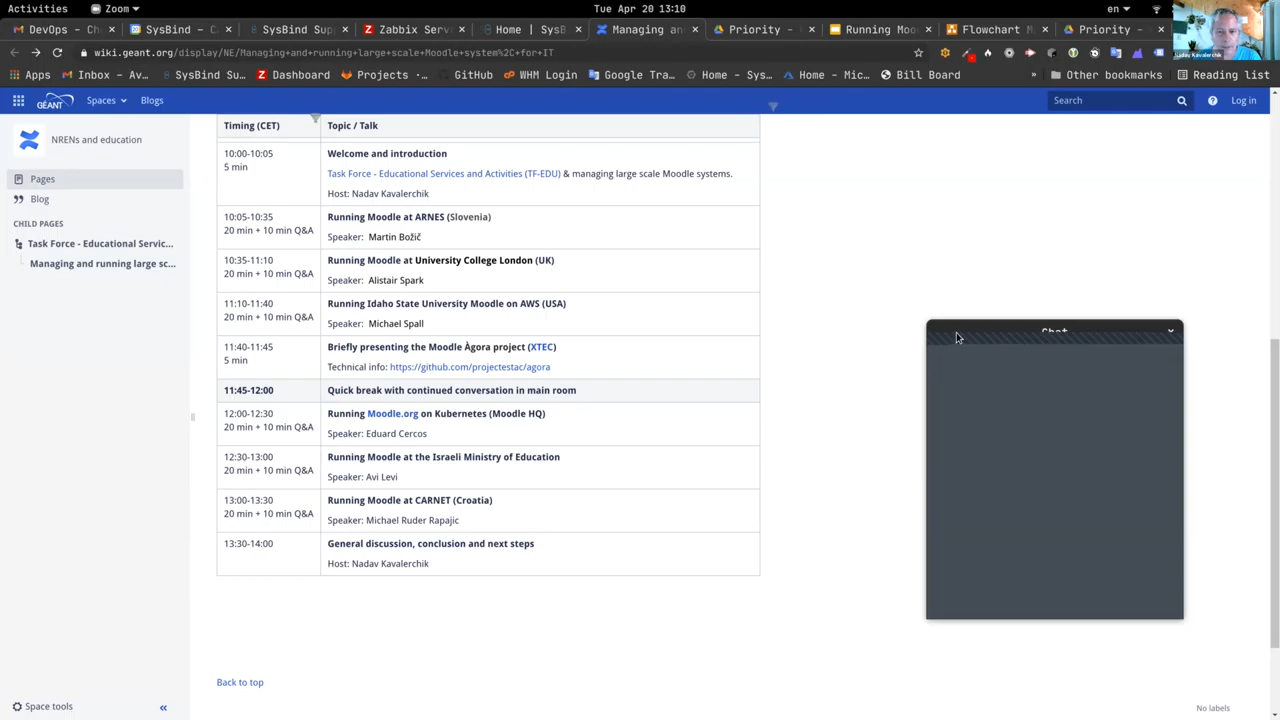 Activities
Zoom
Tue Apr 20 13:10
en
DevOps - Ch
SysBind - Su
SysBind Sup
Zabbix Serv
Home | SysB
Managing an
Priority -
Running Moo
Flowchart M
Priority -
wiki.geant.org/display/NE/Managing+and+running+large+scale+Moodle+system%2C+for+IT
Nadav Kavalerchik
Apps
Inbox - Av…
SysBind Su…
Dashboard
Projects -…
GitHub
WHM Login
Google Tra…
Home - Sys…
Home - Mic…
Bill Board
»
Other bookmarks
Reading list
GÉANT
Spaces
Blogs
Search
Log in
NRENs and education
Pages
Blog
CHILD PAGES
Task Force - Educational Servic...
Managing and running large sc...
Space tools
«
Timing (CET)
Topic / Talk
10:00-10:05
5 min
Welcome and introduction
Task Force - Educational Services and Activities (TF-EDU) & managing large scale Moodle systems.
Host: Nadav Kavalerchik
10:05-10:35
20 min + 10 min Q&A
Running Moodle at ARNES (Slovenia)
Speaker: Martin Božič
10:35-11:10
20 min + 10 min Q&A
Running Moodle at University College London (UK)
Speaker: Alistair Spark
11:10-11:40
20 min + 10 min Q&A
Running Idaho State University Moodle on AWS (USA)
Speaker: Michael Spall
11:40-11:45
5 min
Briefly presenting the Moodle Àgora project (XTEC)
Technical info: https://github.com/projectestac/agora
11:45-12:00
Quick break with continued conversation in main room
12:00-12:30
20 min + 10 min Q&A
Running Moodle.org on Kubernetes (Moodle HQ)
Speaker: Eduard Cercos
12:30-13:00
20 min + 10 min Q&A
Running Moodle at the Israeli Ministry of Education
Speaker: Avi Levi
13:00-13:30
20 min + 10 min Q&A
Running Moodle at CARNET (Croatia)
Speaker: Michael Ruder Rapajic
13:30-14:00
General discussion, conclusion and next steps
Host: Nadav Kavalerchik
Back to top
No labels
Chat